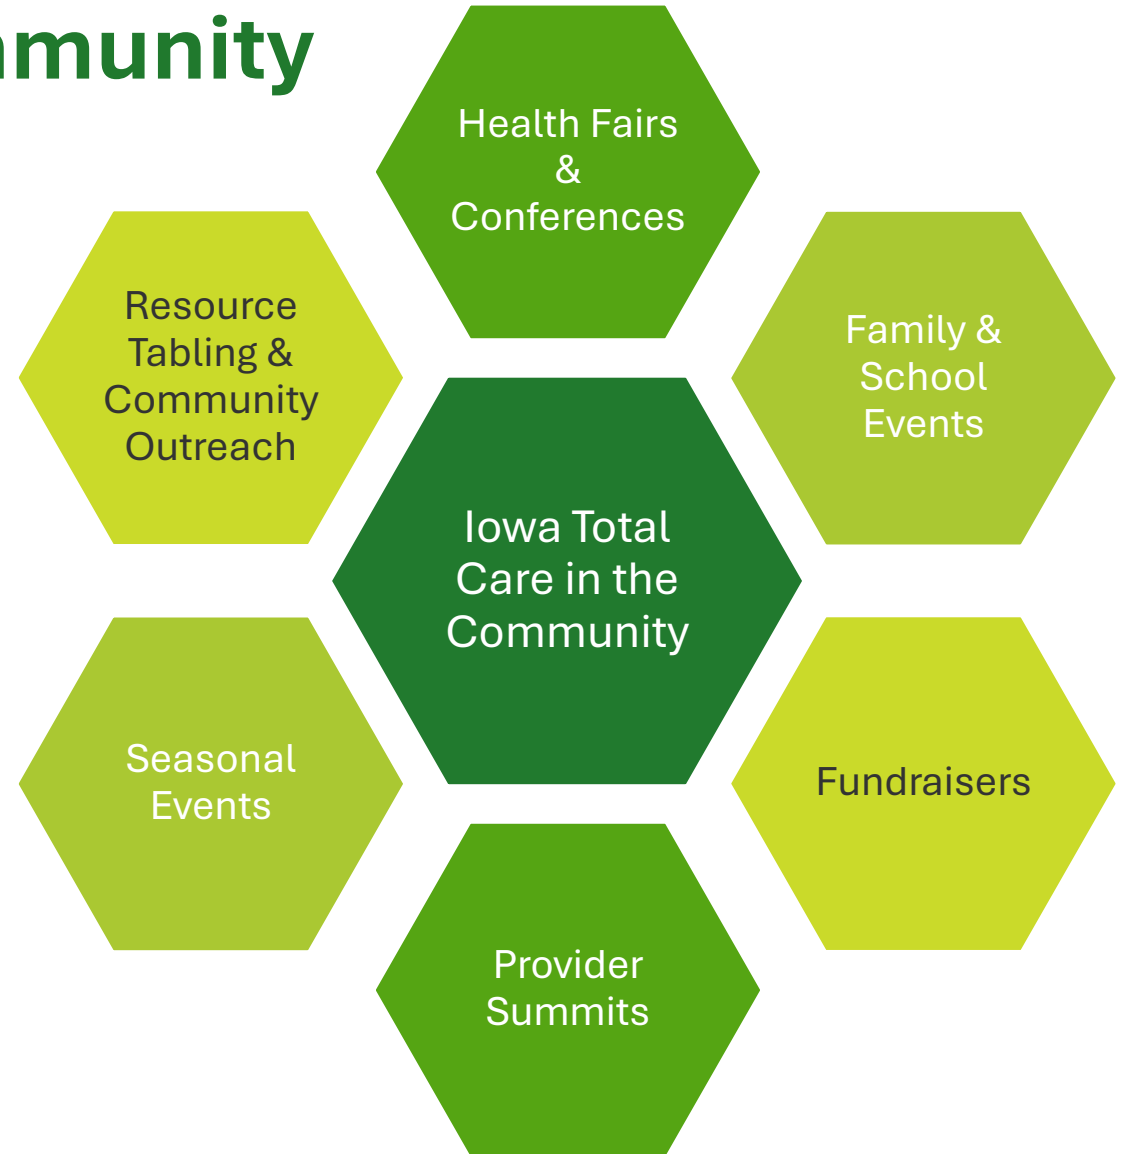 mmunity
Health Fairs
&
Conferences
Resource
Tabling &
Community
Outreach
Family &
School
Events
Iowa Total
Care in the
Community
Seasonal
Events
Fundraisers
Provider
Summits